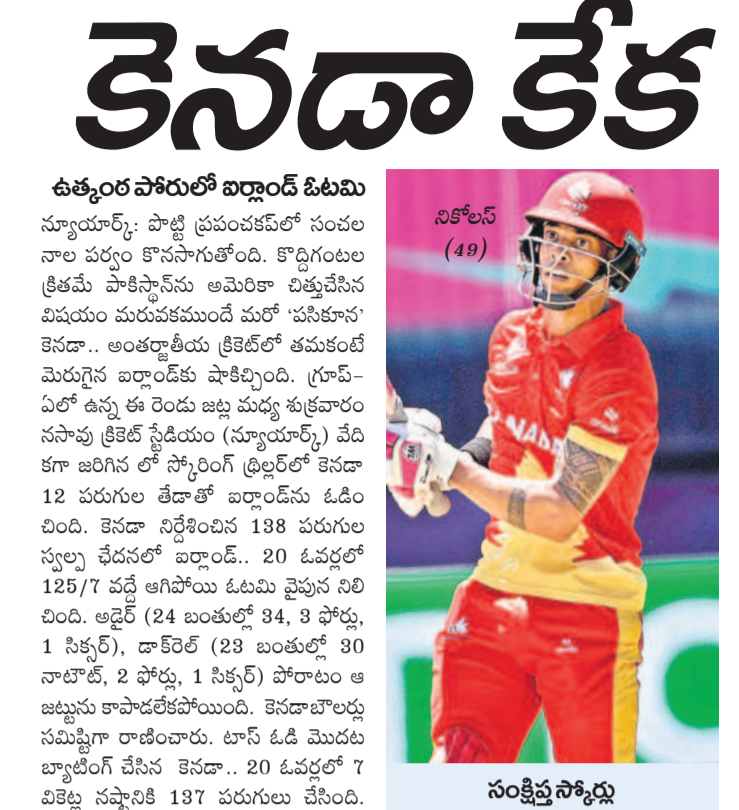 కెనడా కేక
ఉత్కంఠ పోరులో ఐర్లాండ్ ఓటమి
న్యూయార్క్: పొట్టి ప్రపంచకప్‌లో సంచల
నాల పర్వం కొనసాగుతోంది. కొద్దిగంటల
క్రితమే పాకిస్థాన్‌ను అమెరికా చిత్తుచేసిన
విషయం మరువకముందే మరో ‘పసికూన’
కెనడా.. అంతర్జాతీయ క్రికెట్‌లో తమకంటే
మెరుగైన ఐర్లాండ్‌కు షాకిచ్చింది. గ్రూప్-
ఏలో ఉన్న ఈ రెండు జట్ల మధ్య శుక్రవారం
నసావు క్రికెట్ స్టేడియం (న్యూయార్క్) వేది
కగా జరిగిన లో స్కోరింగ్ థ్రిల్లర్‌లో కెనడా
12 పరుగుల తేడాతో ఐర్లాండ్‌ను ఓడిం
చింది. కెనడా నిర్దేశించిన 138 పరుగుల
స్వల్ప ఛేదనలో ఐర్లాండ్.. 20 ఓవర్లలో
125/7 వద్దే ఆగిపోయి ఓటమి వైపున నిలి
చింది. అడైర్ (24 బంతుల్లో 34, 3 ఫోర్లు,
1 సిక్సర్), డాక్‌రెల్ (23 బంతుల్లో 30
నాటౌట్, 2 ఫోర్లు, 1 సిక్సర్) పోరాటం ఆ
జట్టును కాపాడలేకపోయింది. కెనడాబౌలర్లు
సమిష్టిగా రాణించారు. టాస్ ఓడి మొదట
బ్యాటింగ్ చేసిన కెనడా.. 20 ఓవర్లలో 7
వికెట్ల నష్టానికి 137 పరుగులు చేసింది.
నికోలస్
(49)
సంక్షిప్త స్కోర్లు